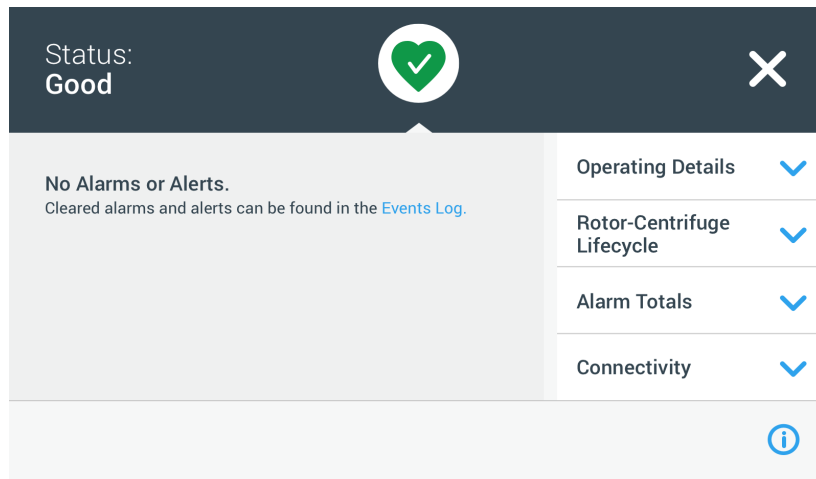 Status:
Good
No Alarms or Alerts.
Cleared alarms and alerts can be found in the Events Log.
Operating Details
Rotor-Centrifuge
Lifecycle
Alarm Totals
Connectivity